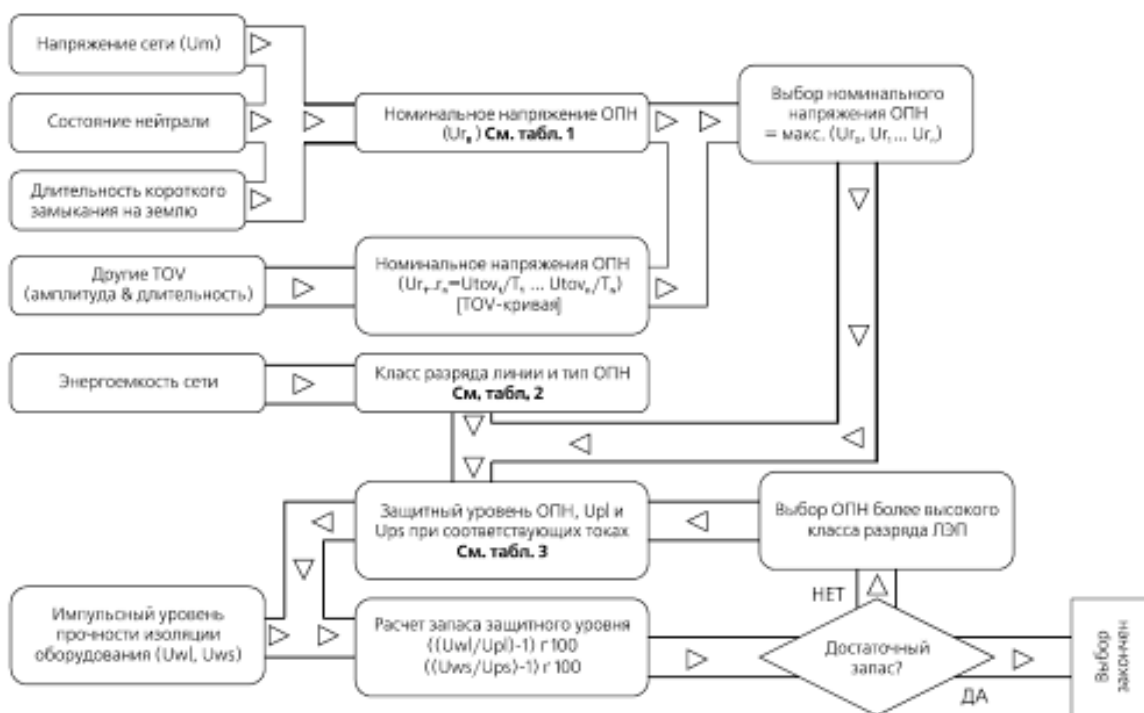 Напряжение сети (Um)
Состояние нейтрали
Длительность короткого
замыкания на землю
Номинальное напряжение ОПН
(Ur₀) См. табл. 1
Выбор номинального
напряжения ОПН
= макс. (Ur₀, Ur₁ ... Urₙ)
Другие TOV
(амплитуда & длительность)
Номинальное напряжения ОПН
(Ur₁..rₙ=Utov₁/T₁ ... Utovₙ/Tₙ)
[TOV-кривая]
Энергоемкость сети
Класс разряда линии и тип ОПН
См. табл. 2
Защитный уровень ОПН, Upl и
Ups при соответствующих токах
См. табл. 3
Выбор ОПН более высокого
класса разряда ЛЭП
Импульсный уровень
прочности изоляции
оборудования (Uwl, Uws)
Расчет запаса защитного уровня
((Uwl/Upl)-1) г 100
((Uws/Ups)-1) г 100
НЕТ
Достаточный
запас?
ДА
Выбор
закончен